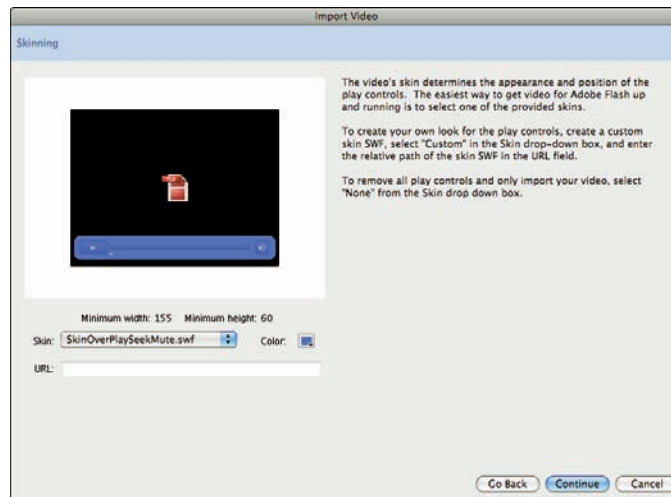 Import Video
Skinning
The video's skin determines the appearance and position of the
play controls. The easiest way to get video for Adobe Flash up
and running is to select one of the provided skins.
To create your own look for the play controls, create a custom
skin SWF, select "Custom" in the Skin drop-down box, and enter
the relative path of the skin SWF in the URL field.
To remove all play controls and only import your video, select
"None" from the Skin drop down box.
Minimum width: 155 Minimum height: 60
Skin: SkinOverPlaySeekMute.swf Color:
URL:
Go Back Continue Cancel